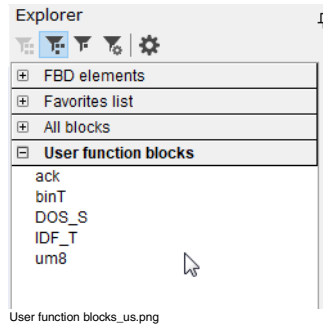 Explorer
FBD elements
Favorites list
All blocks
User function blocks
ack
binT
DOS_S
IDF_T
um8
User function blocks_us.png